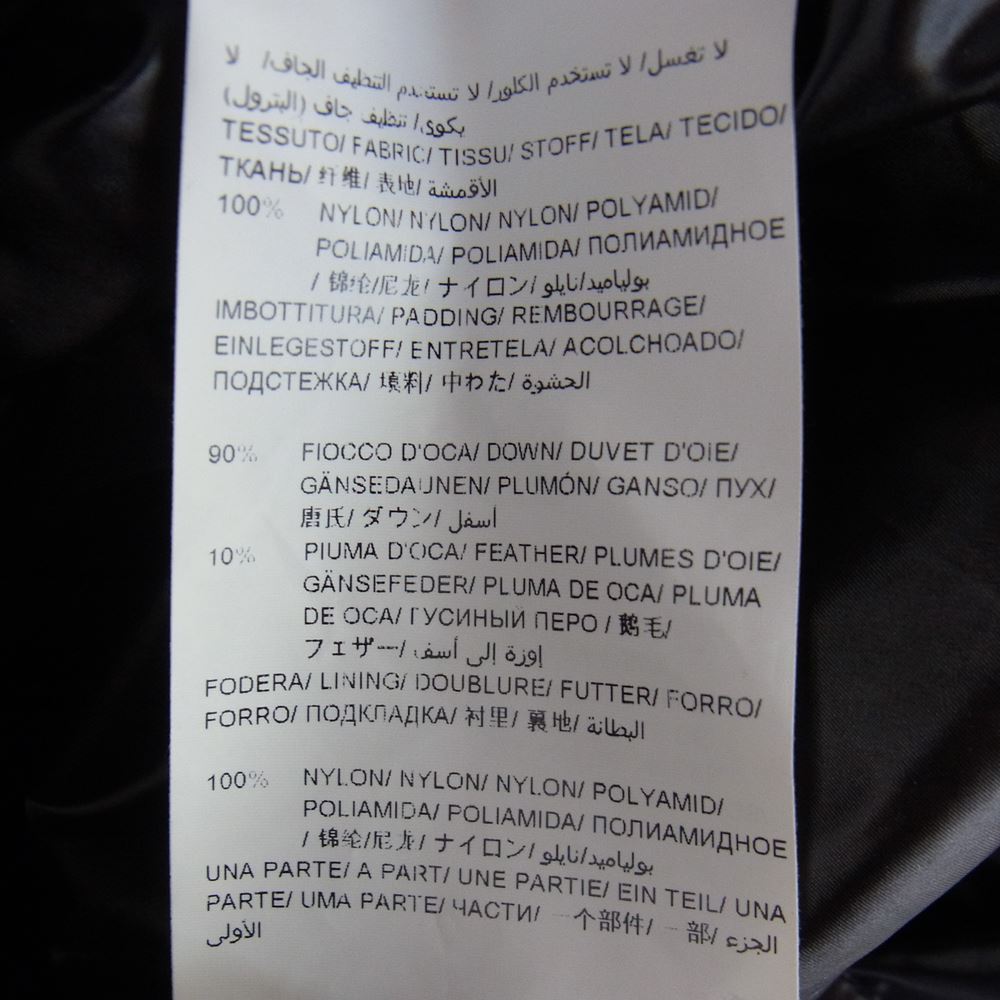 لا تغسل/ لا تستخدم الكلور/ لا تستخدم التنظيف الجاف/ لا
يكوى/ تنظيف جاف (البترول)
TESSUTO/ FABRIC/ TISSU/ STOFF/ TELA/ TECIDO/
ТКАНЬ/ 纤维/ 表地/ الأقمشة
100% NYLON/ NYLON/ NYLON/ POLYAMID/
POLIAMIDA/ POLIAMIDA/ ПОЛИАМИДНОЕ
/ 锦纶/尼龙/ ナイロン/ بولياميد/نايلو
IMBOTTITURA/ PADDING/ REMBOURRAGE/
EINLEGESTOFF/ ENTRETELA/ ACOLCHOADO/
ПОДСТЕЖКА/ 填料/ 中わた/ الحشوة
90% FIOCCO D'OCA/ DOWN/ DUVET D'OIE/
GÄNSEDAUNEN/ PLUMÓN/ GANSO/ ПУХ/
唐氏/ ダウン/ أسفل
10% PIUMA D'OCA/ FEATHER/ PLUMES D'OIE/
GÄNSEFEDER/ PLUMA DE OCA/ PLUMA
DE OCA/ ГУСИНЫЙ ПЕРО / 鹅毛/
フェザー/ إوزة إلى أسف
FODERA/ LINING/ DOUBLURE/ FUTTER/ FORRO/
FORRO/ ПОДКЛАДКА/ 衬里/ 裏地/ البطانة
100% NYLON/ NYLON/ NYLON/ POLYAMID/
POLIAMIDA/ POLIAMIDA/ ПОЛИАМИДНОЕ
/ 锦纶/尼龙/ ナイロン/ بولياميد/نايلو
UNA PARTE/ A PART/ UNE PARTIE/ EIN TEIL/ UNA
PARTE/ UMA PARTE/ ЧАСТИ/ 一个部件/ 一部/ الجزء
الأولى